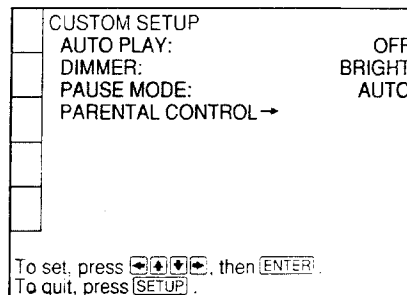 CUSTOM SETUP
AUTO PLAY: OFF
DIMMER: BRIGHT
PAUSE MODE: AUTO
PARENTAL CONTROL→
To set, press ←↑↓→, then ENTER.
To quit, press SETUP.